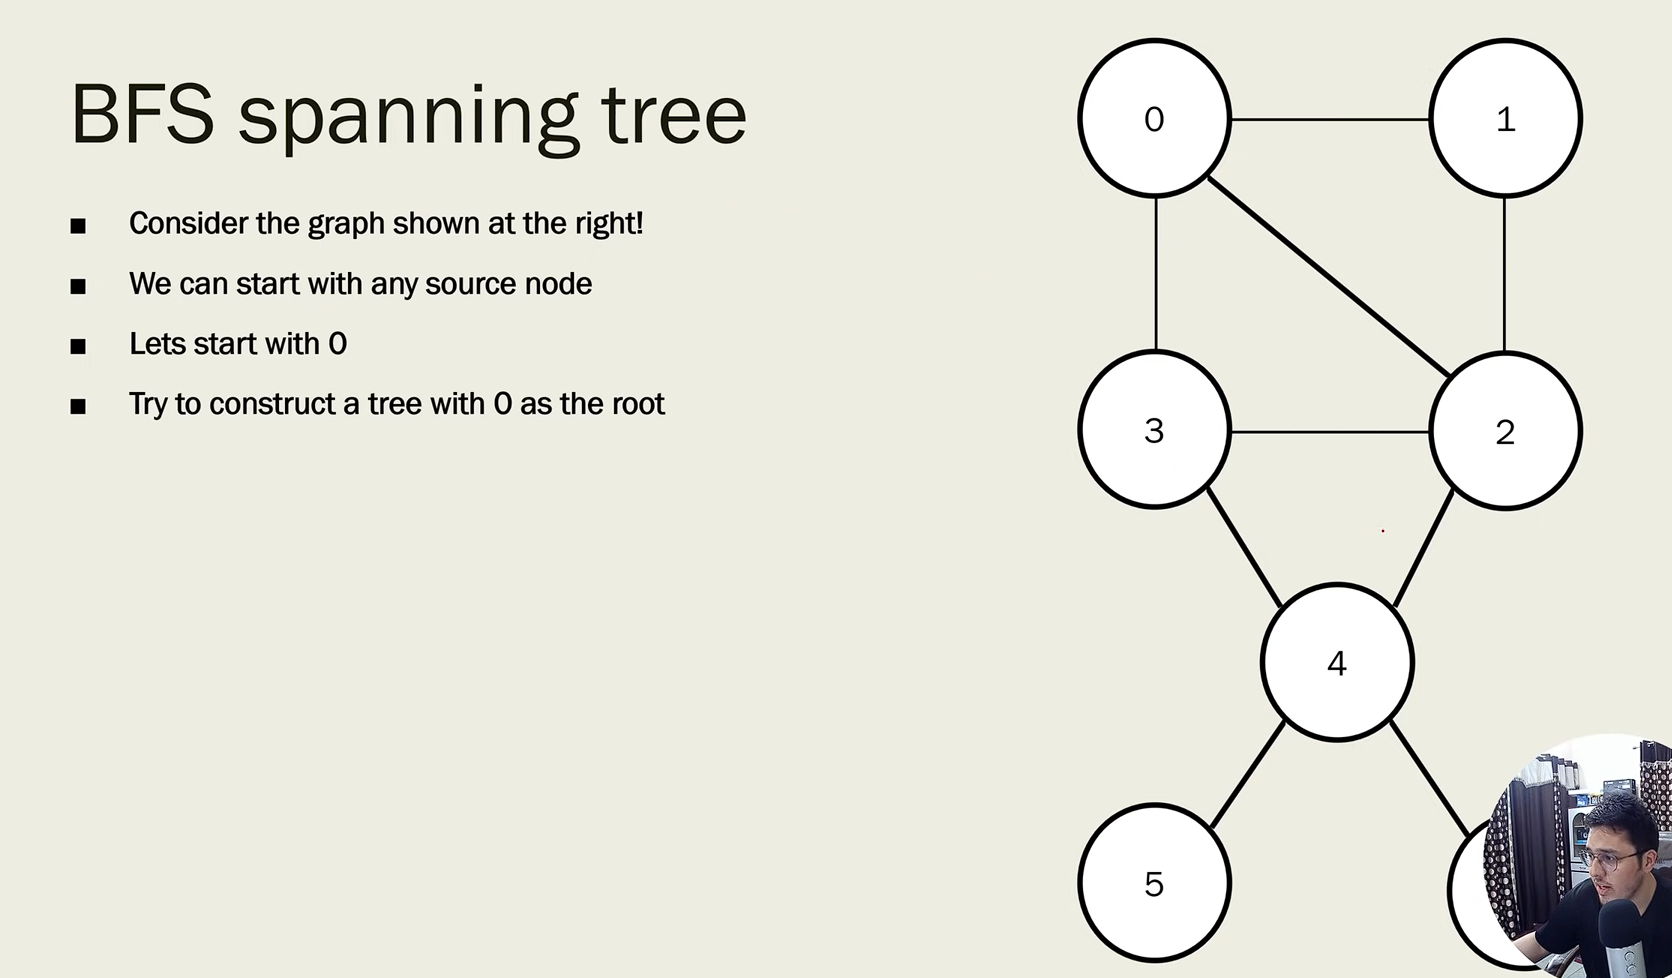 BFS spanning tree
Consider the graph shown at the right!
We can start with any source node
Lets start with 0
Try to construct a tree with 0 as the root
0
1
3
2
4
5